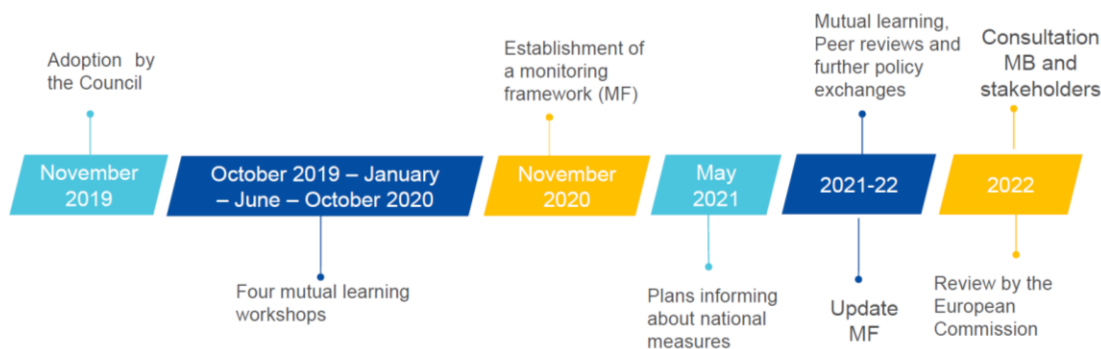 Adoption by
the Council
November
2019
October 2019 – January
– June – October 2020
Four mutual learning
workshops
Establishment of
a monitoring
framework (MF)
November
2020
May
2021
Plans informing
about national
measures
Mutual learning,
Peer reviews and
further policy
exchanges
2021-22
Update
MF
Consultation
MB and
stakeholders
2022
Review by the
European
Commission